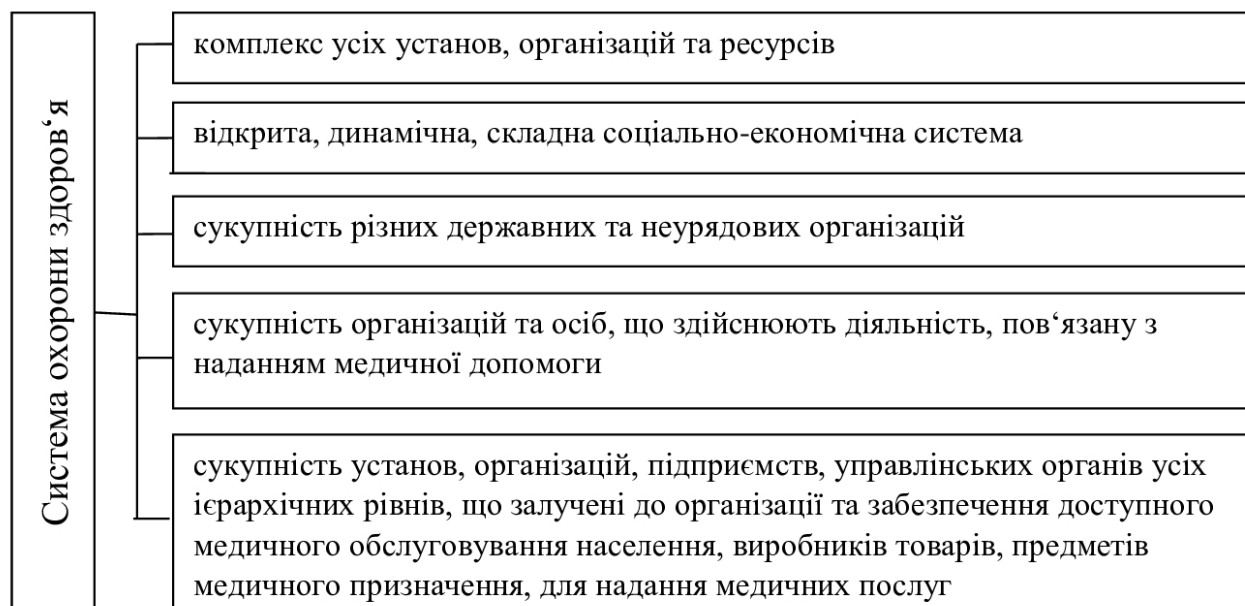 Система охорони здоров‘я
комплекс усіх установ, організацій та ресурсів
відкрита, динамічна, складна соціально-економічна система
сукупність різних державних та неурядових організацій
сукупність організацій та осіб, що здійснюють діяльність, пов‘язану з
наданням медичної допомоги
сукупність установ, організацій, підприємств, управлінських органів усіх
ієрархічних рівнів, що залучені до організації та забезпечення доступного
медичного обслуговування населення, виробників товарів, предметів
медичного призначення, для надання медичних послуг